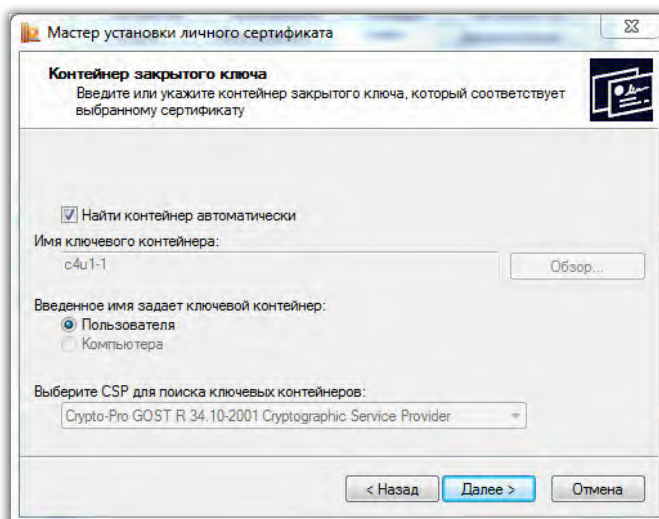 Мастер установки личного сертификата
Контейнер закрытого ключа
Введите или укажите контейнер закрытого ключа, который соответствует
выбранному сертификату
Найти контейнер автоматически
Имя ключевого контейнера:
c4u1-1
Обзор...
Введенное имя задает ключевой контейнер:
Пользователя
Компьютера
Выберите CSP для поиска ключевых контейнеров:
Crypto-Pro GOST R 34.10-2001 Cryptographic Service Provider
< Назад
Далее >
Отмена